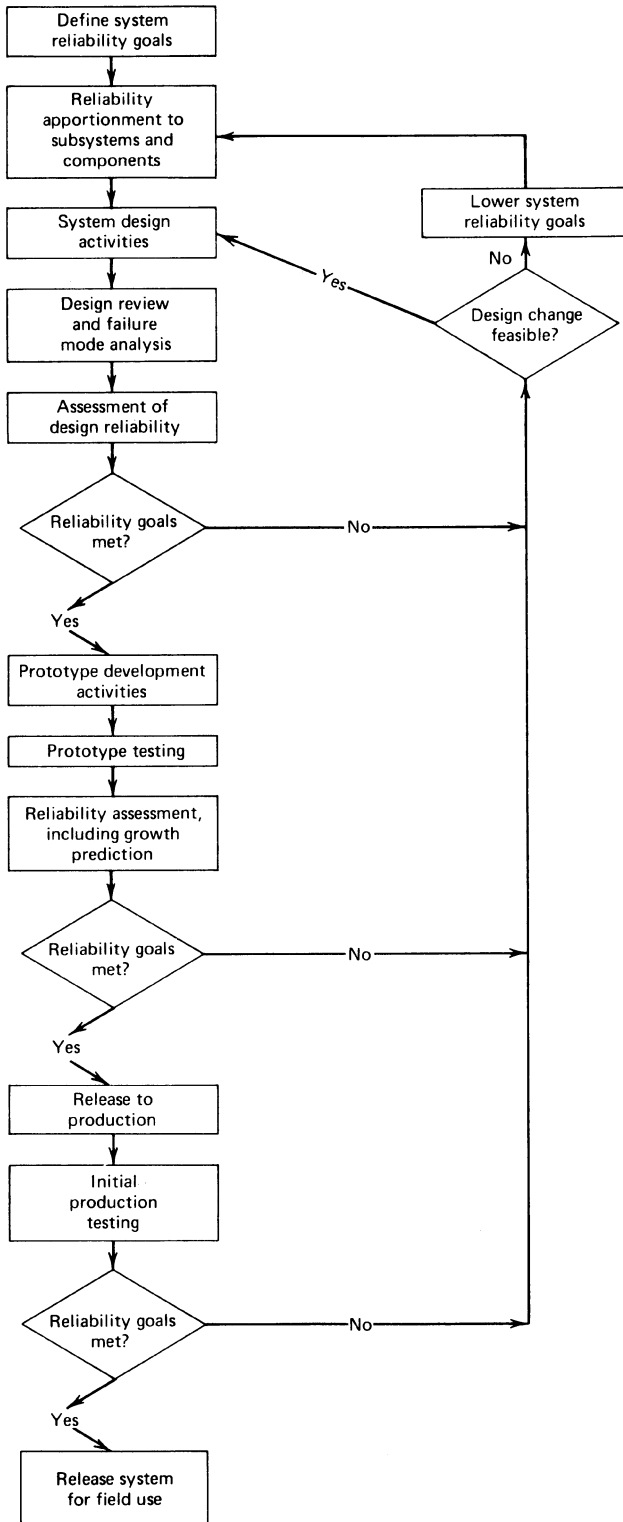 Define system
reliability goals
Reliability
apportionment to
subsystems and
components
Lower system
reliability goals
System design
activities
No
Yes
Design change
feasible?
Design review
and failure
mode analysis
Assessment of
design reliability
Reliability goals
met?
No
Yes
Prototype development
activities
Prototype testing
Reliability assessment,
including growth
prediction
Reliability goals
met?
No
Yes
Release to
production
Initial
production
testing
Reliability goals
met?
No
Yes
Release system
for field use